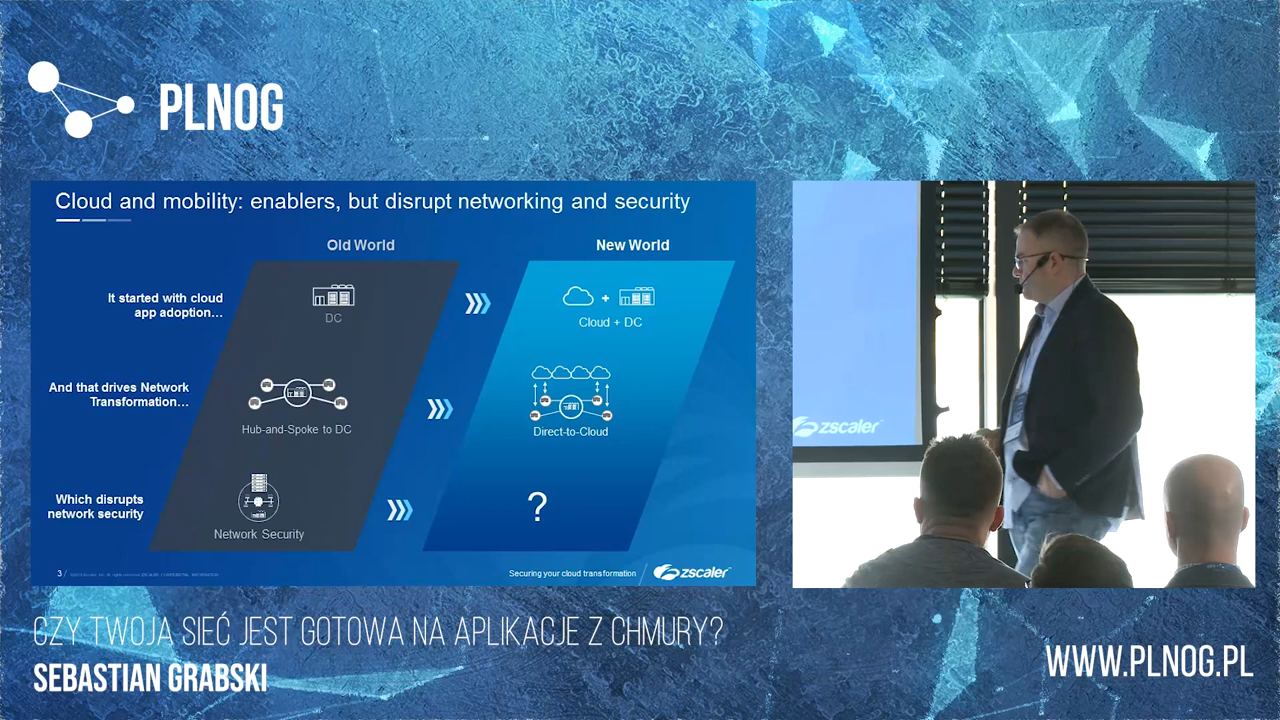 PLNOG
Cloud and mobility: enablers, but disrupt networking and security
Old World
New World
It started with cloud
app adoption…
DC
Cloud + DC
And that drives Network
Transformation…
Hub-and-Spoke to DC
Direct-to-Cloud
Which disrupts
network security
Network Security
?
3 /
Securing your cloud transformation
zscaler
zscaler
CZY TWOJA SIEĆ JEST GOTOWA NA APLIKACJE Z CHMURY?
SEBASTIAN GRABSKI
WWW.PLNOG.PL